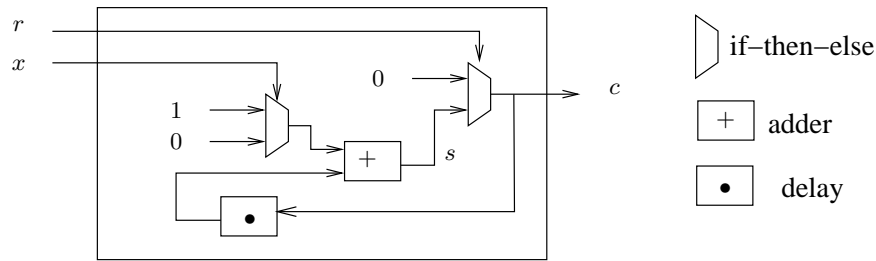 r
x
1
0
+
s
0
c
if−then−else
+ adder
• delay